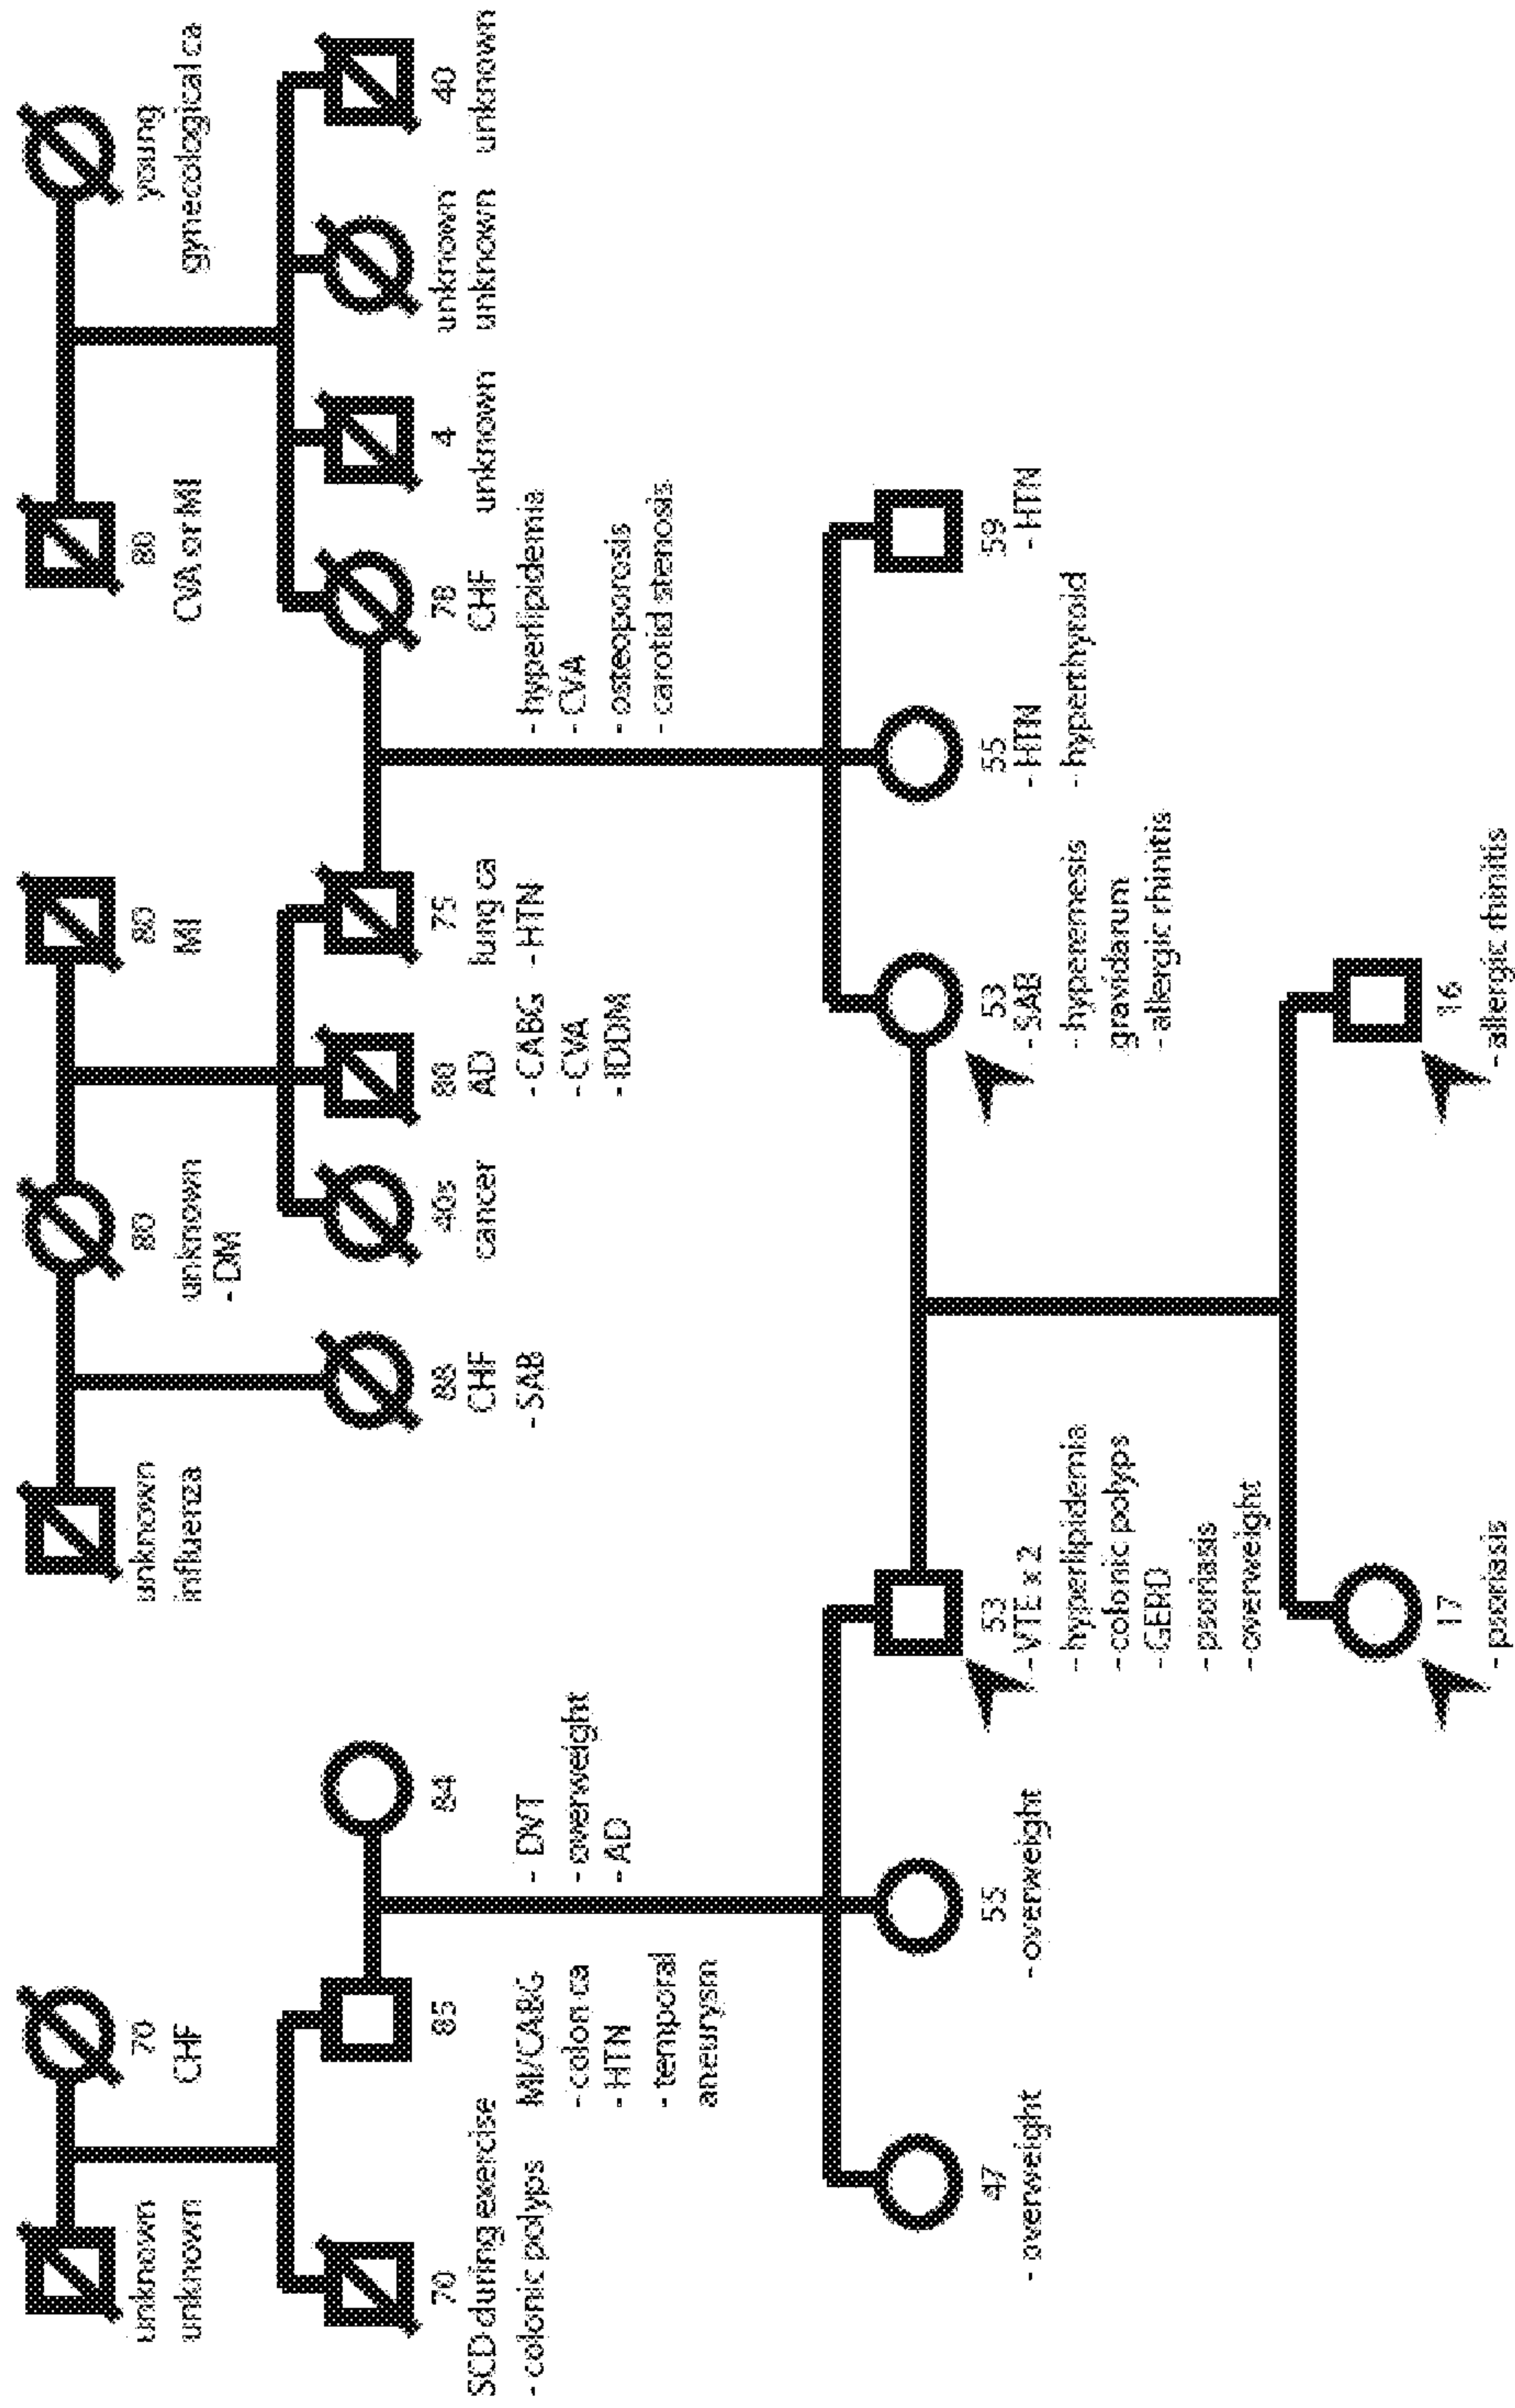 unknown
unknown
70
CHF
unknown
influenza
80
unknown
- DM
80
MI
80
CVA or MI
young
gynecological ca
70
SCD during exercise
- colonic polyps
85
MI/CABG
- colon ca
- HTN
- temporal
aneurysm
84
- DVT
- overweight
- AD
88
CHF
- SAB
40s
cancer
88
AD
- CABG
- CVA
- IDDM
75
lung ca
- HTN
78
CHF
- hyperlipidemia
- CVA
- osteoporosis
- carotid stenosis
4
unknown
unknown
unknown
40
unknown
47
- overweight
55
- overweight
53
- VTE x 2
- hyperlipidemia
- colonic polyps
- GERD
- psoriasis
- overweight
53
- SAB
- hyperemesis
gravidarum
- allergic rhinitis
55
- HTN
- hyperthyroid
59
- HTN
17
- psoriasis
16
- allergic rhinitis